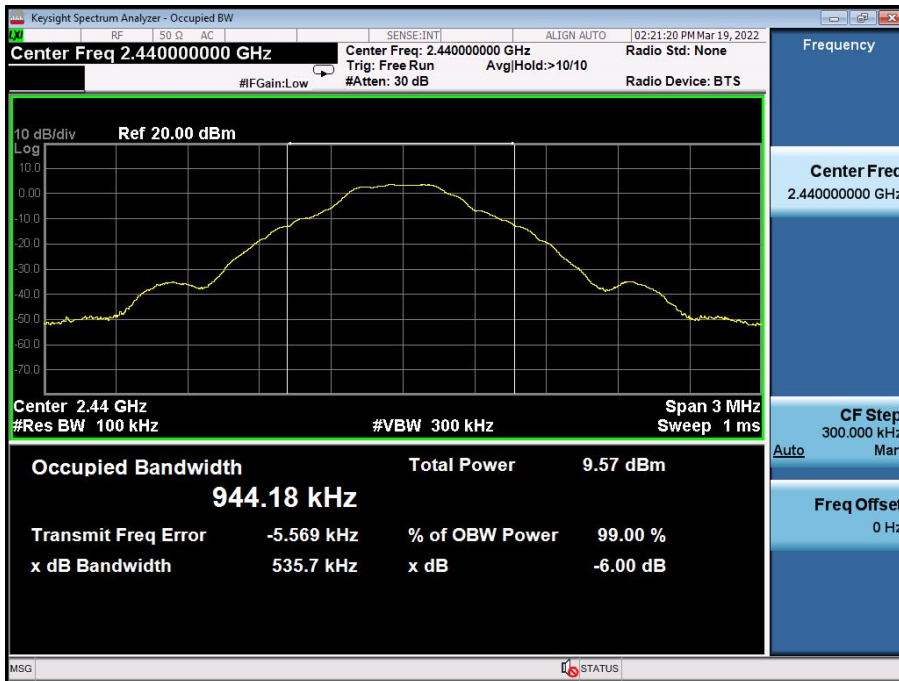 Keysight Spectrum Analyzer - Occupied BW
LXI RF 50 Ω AC SENSE:INT ALIGN AUTO 02:21:20 PM Mar 19, 2022
Center Freq 2.440000000 GHz
Center Freq: 2.440000000 GHz Radio Std: None
Trig: Free Run Avg|Hold:>10/10
#IFGain:Low #Atten: 30 dB Radio Device: BTS
Frequency
10 dB/div Ref 20.00 dBm
Log
10.0
0.00
-10.0
-20.0
-30.0
-40.0
-50.0
-60.0
-70.0
Center 2.44 GHz Span 3 MHz
#Res BW 100 kHz #VBW 300 kHz Sweep 1 ms
Center Freq
2.440000000 GHz
CF Step
300.000 kHz
Auto Man
Freq Offset
0 Hz
Occupied Bandwidth Total Power 9.57 dBm
944.18 kHz
Transmit Freq Error -5.569 kHz % of OBW Power 99.00 %
x dB Bandwidth 535.7 kHz x dB -6.00 dB
MSG STATUS